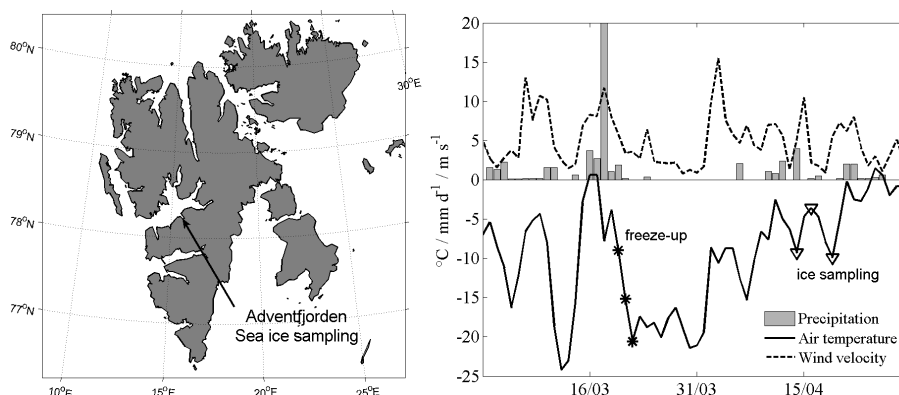 80°N
79°N
78°N
77°N
30°E
10°E
15°E
20°E
25°E
Adventfjorden
Sea ice sampling
°C / mm d⁻¹ / m s⁻¹
20
15
10
5
0
-5
-10
-15
-20
-25
freeze-up
ice sampling
Precipitation
Air temperature
Wind velocity
16/03
31/03
15/04